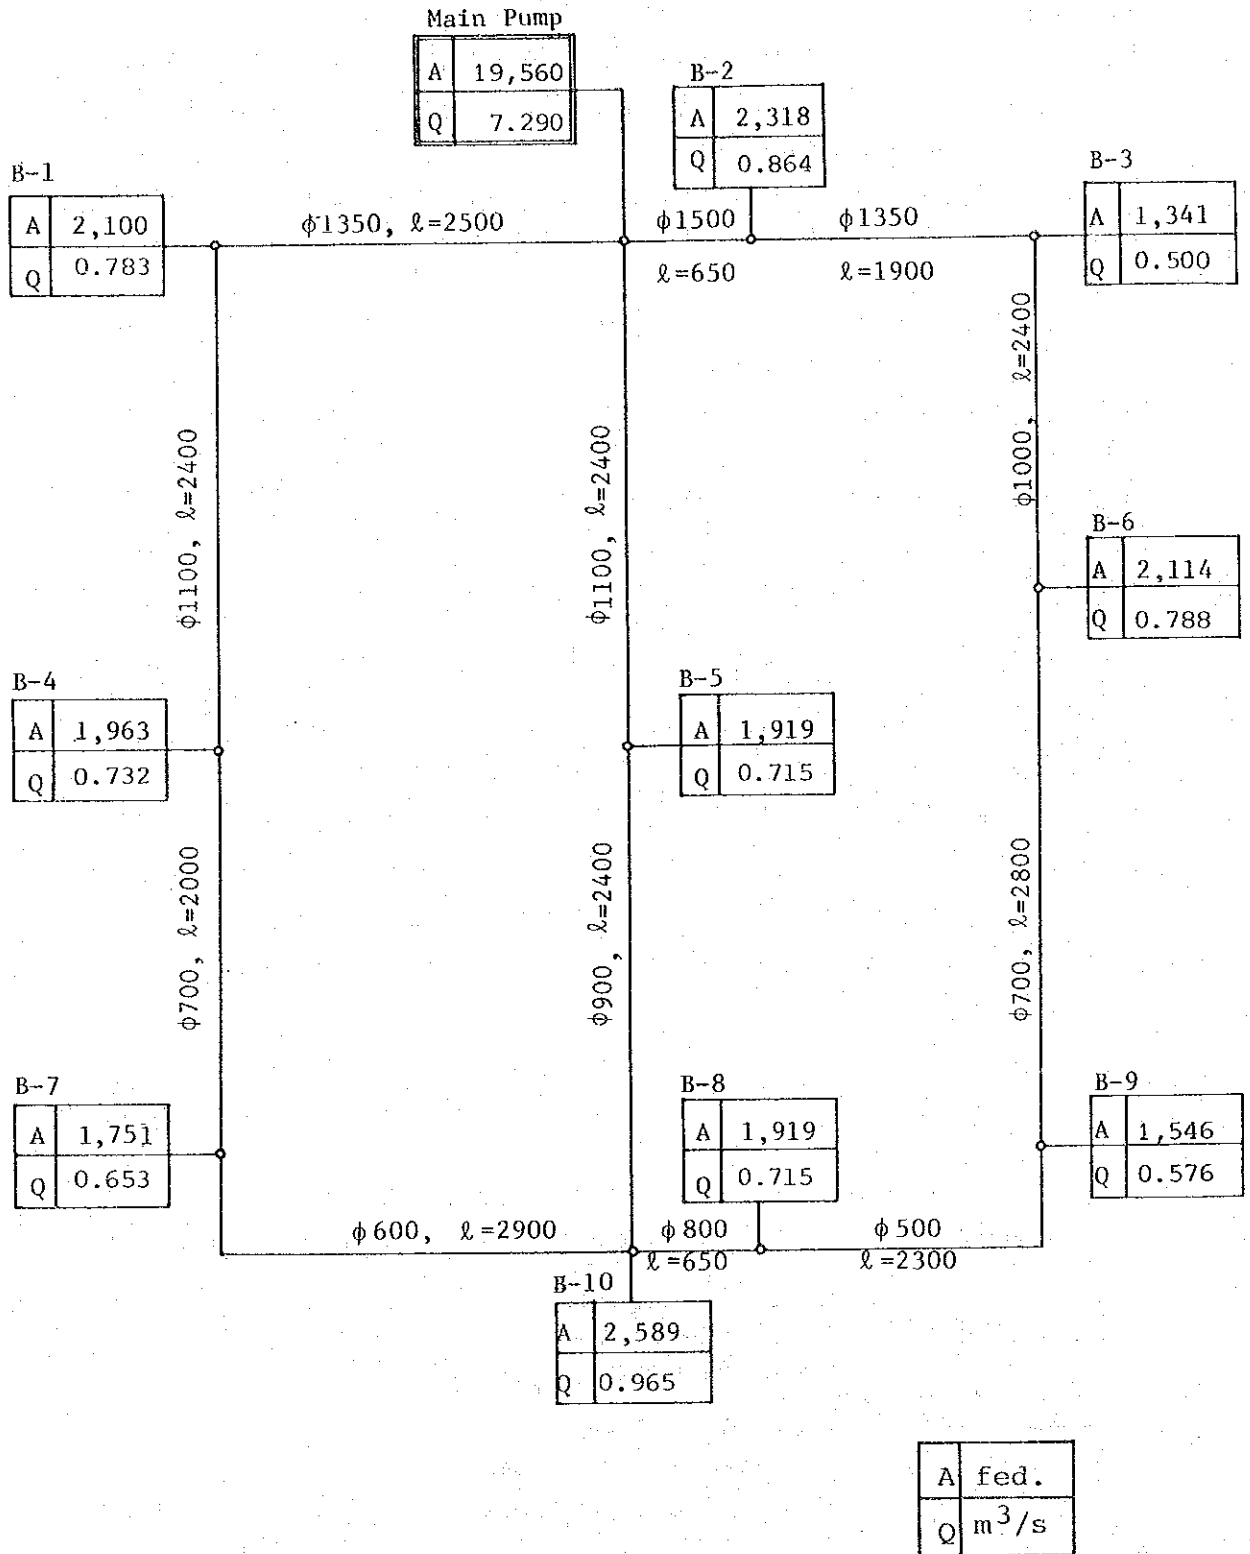 Main Pump
A 19,560
Q 7.290
B-2
A 2,318
Q 0.864
B-1
A 2,100
Q 0.783
B-3
A 1,341
Q 0.500
φ1350, ℓ=2500
φ1500
ℓ=650
φ1350
ℓ=1900
φ1100, ℓ=2400
φ1100, ℓ=2400
φ1000, ℓ=2400
B-6
A 2,114
Q 0.788
B-4
A 1,963
Q 0.732
B-5
A 1,919
Q 0.715
φ700, ℓ=2000
φ900, ℓ=2400
φ700, ℓ=2800
B-7
A 1,751
Q 0.653
B-8
A 1,919
Q 0.715
B-9
A 1,546
Q 0.576
φ600, ℓ=2900
φ800
ℓ=650
φ500
ℓ=2300
B-10
A 2,589
Q 0.965
A fed.
Q m³/s